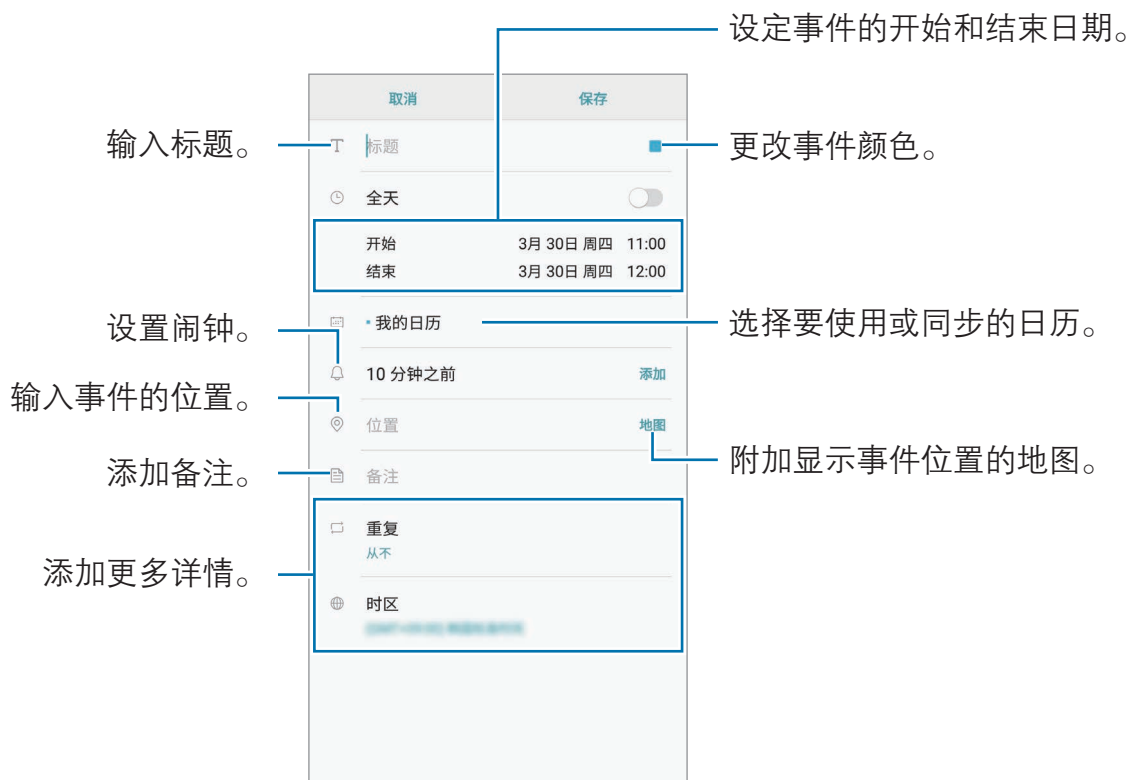 设定事件的开始和结束日期。
取消 保存
输入标题。
标题
更改事件颜色。
全天
开始 3月 30日 周四 11:00
结束 3月 30日 周四 12:00
设置闹钟。
我的日历
选择要使用或同步的日历。
10 分钟之前 添加
输入事件的位置。
位置 地图
附加显示事件位置的地图。
添加备注。
备注
重复
从不
添加更多详情。
时区